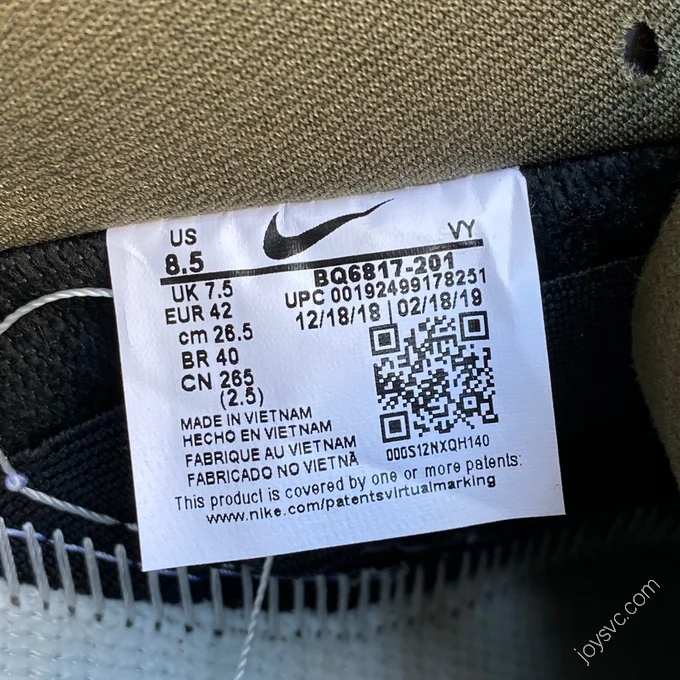 US
8.5
UK 7.5
EUR 42
cm 26.5
BR 40
CN 265
(2.5)
VY
BQ6817-201
UPC 00192499178251
12/18/18 | 02/18/19
000S12NXQH140
MADE IN VIETNAM
HECHO EN VIETNAM
FABRIQUE AU VIETNAM
FABRICADO NO VIETNÃ
This product is covered by one or more patents:
www.nike.com/patentsvirtualmarking
joysvc.com